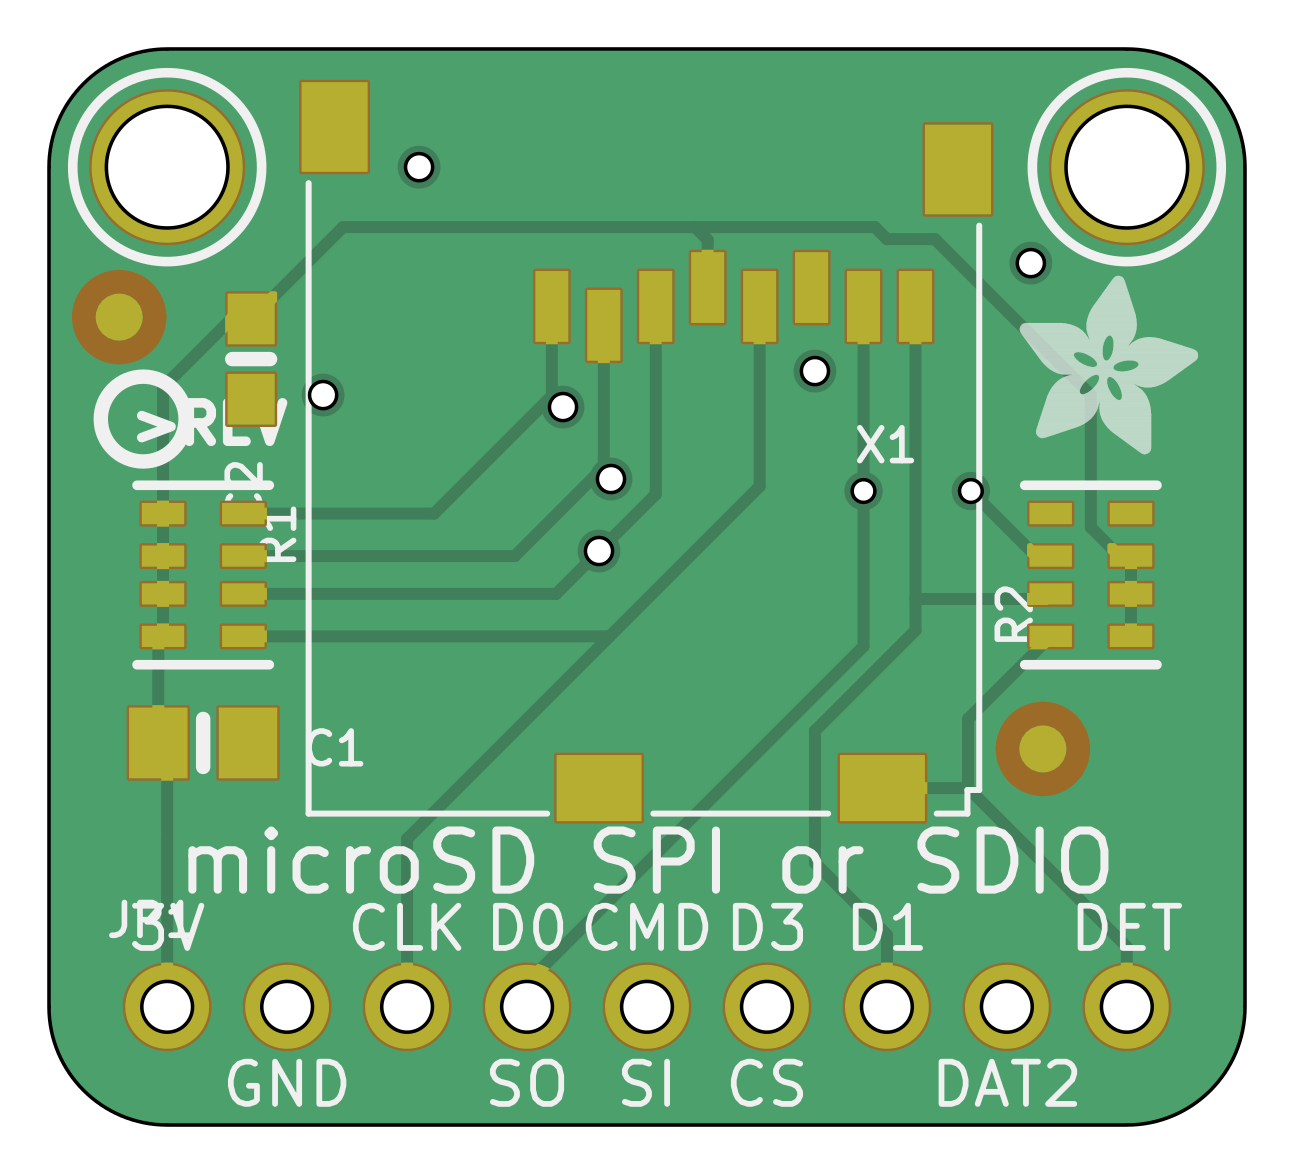 >REV
C2
R1
X1
R2
C1
microSD SPI or SDIO
JP1
3V CLK D0 CMD D3 D1 DET
GND SO SI CS DAT2